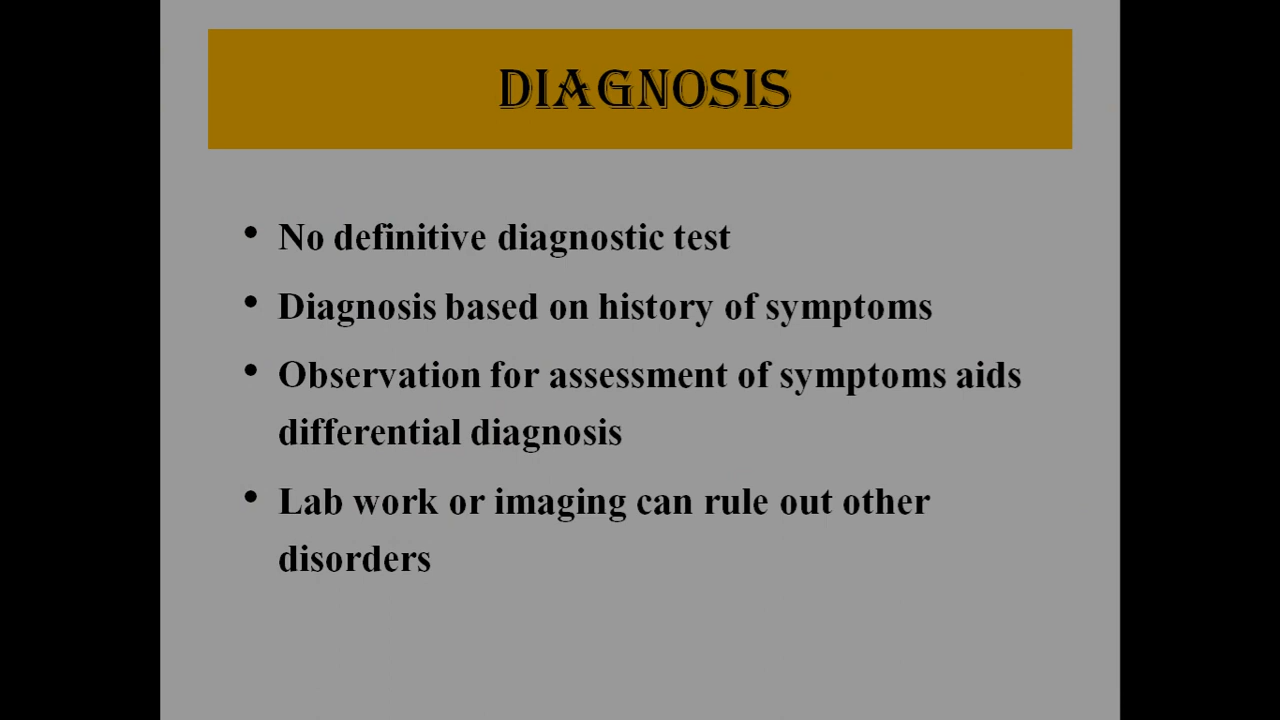 DIAGNOSIS
• No definitive diagnostic test
• Diagnosis based on history of symptoms
• Observation for assessment of symptoms aids
differential diagnosis
• Lab work or imaging can rule out other
disorders